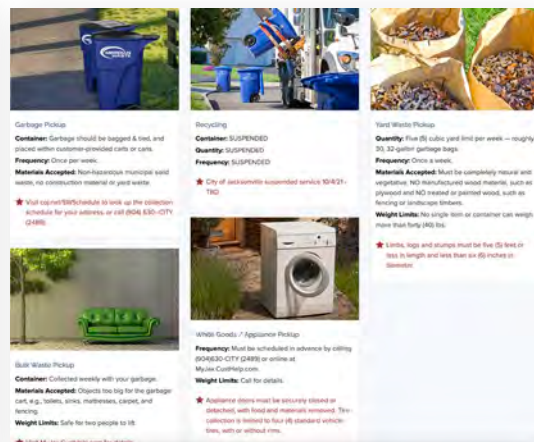 Garbage Pickup
Container: Garbage should be bagged & tied, and
placed within customer-provided carts or cans.
Frequency: Once per week.
Materials Accepted: Non-hazardous municipal solid
waste, no construction material or yard waste
Visit coj.net/SWSchedule to look up the collection
schedule for your address, or call (904) 630-CITY
(2489).
Bulk Waste Pickup
Container: Collected weekly with your garbage.
Materials Accepted: Objects too big for the garbage
cart, e.g., toilets, sinks, mattresses, carpet, and
fencing.
Weight Limits: Safe for two people to lift
Recycling
Container: SUSPENDED
Quantity: SUSPENDED
Frequency: SUSPENDED
City of Jacksonville suspended service 10/4/21-
TBD
White Goods / Appliance Pickup
Frequency: Must be scheduled in advance by calling
(904)630-CITY (2489) or online at
MyJax.CustHelp.com.
Weight Limits: Call for details.
Appliance doors must be securely closed or
detached, with food and materials removed. Tire
collection is limited to four (4) standard vehicle
tires, with or without rims.
Yard Waste Pickup
Quantity: Five (5) cubic yard limit per week — roughly
30, 32-gallon garbage bags.
Frequency: Once a week.
Materials Accepted: Must be completely natural and
vegetative. NO manufactured wood material, such as
plywood and NO treated or painted wood, such as
fencing or landscape timbers.
Weight Limits: No single item or container can weigh
more than forty (40) lbs.
Limbs, logs and stumps must be five (5) feet or
less in length and less than six (6) inches in
diameter.